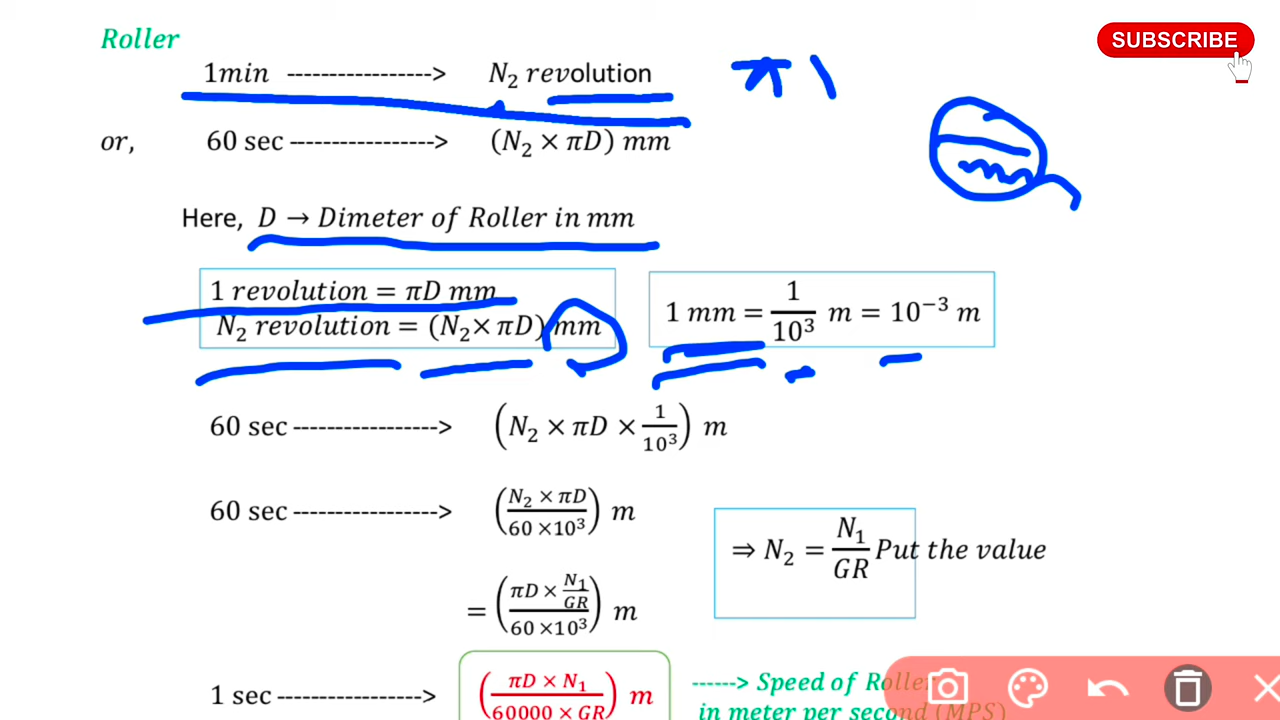 Roller
SUBSCRIBE
1min -----------------> N₂ revolution
π
or, 60 sec -----------------> (N₂ × πD) mm
Here, D → Dimeter of Roller in mm
1 revolution = πD mm
N₂ revolution = (N₂× πD) mm
1 mm = 1/10³ m = 10⁻³ m
60 sec -----------------> (N₂ × πD × 1/10³) m
60 sec -----------------> ((N₂ × πD)/(60 ×10³)) m
⇒ N₂ = N₁/GR Put the value
= ((πD × N₁/GR)/(60 ×10³)) m
1 sec -----------------> ((πD × N₁)/(60000 × GR)) m
------> Speed of Roller
in meter per second (MPS)